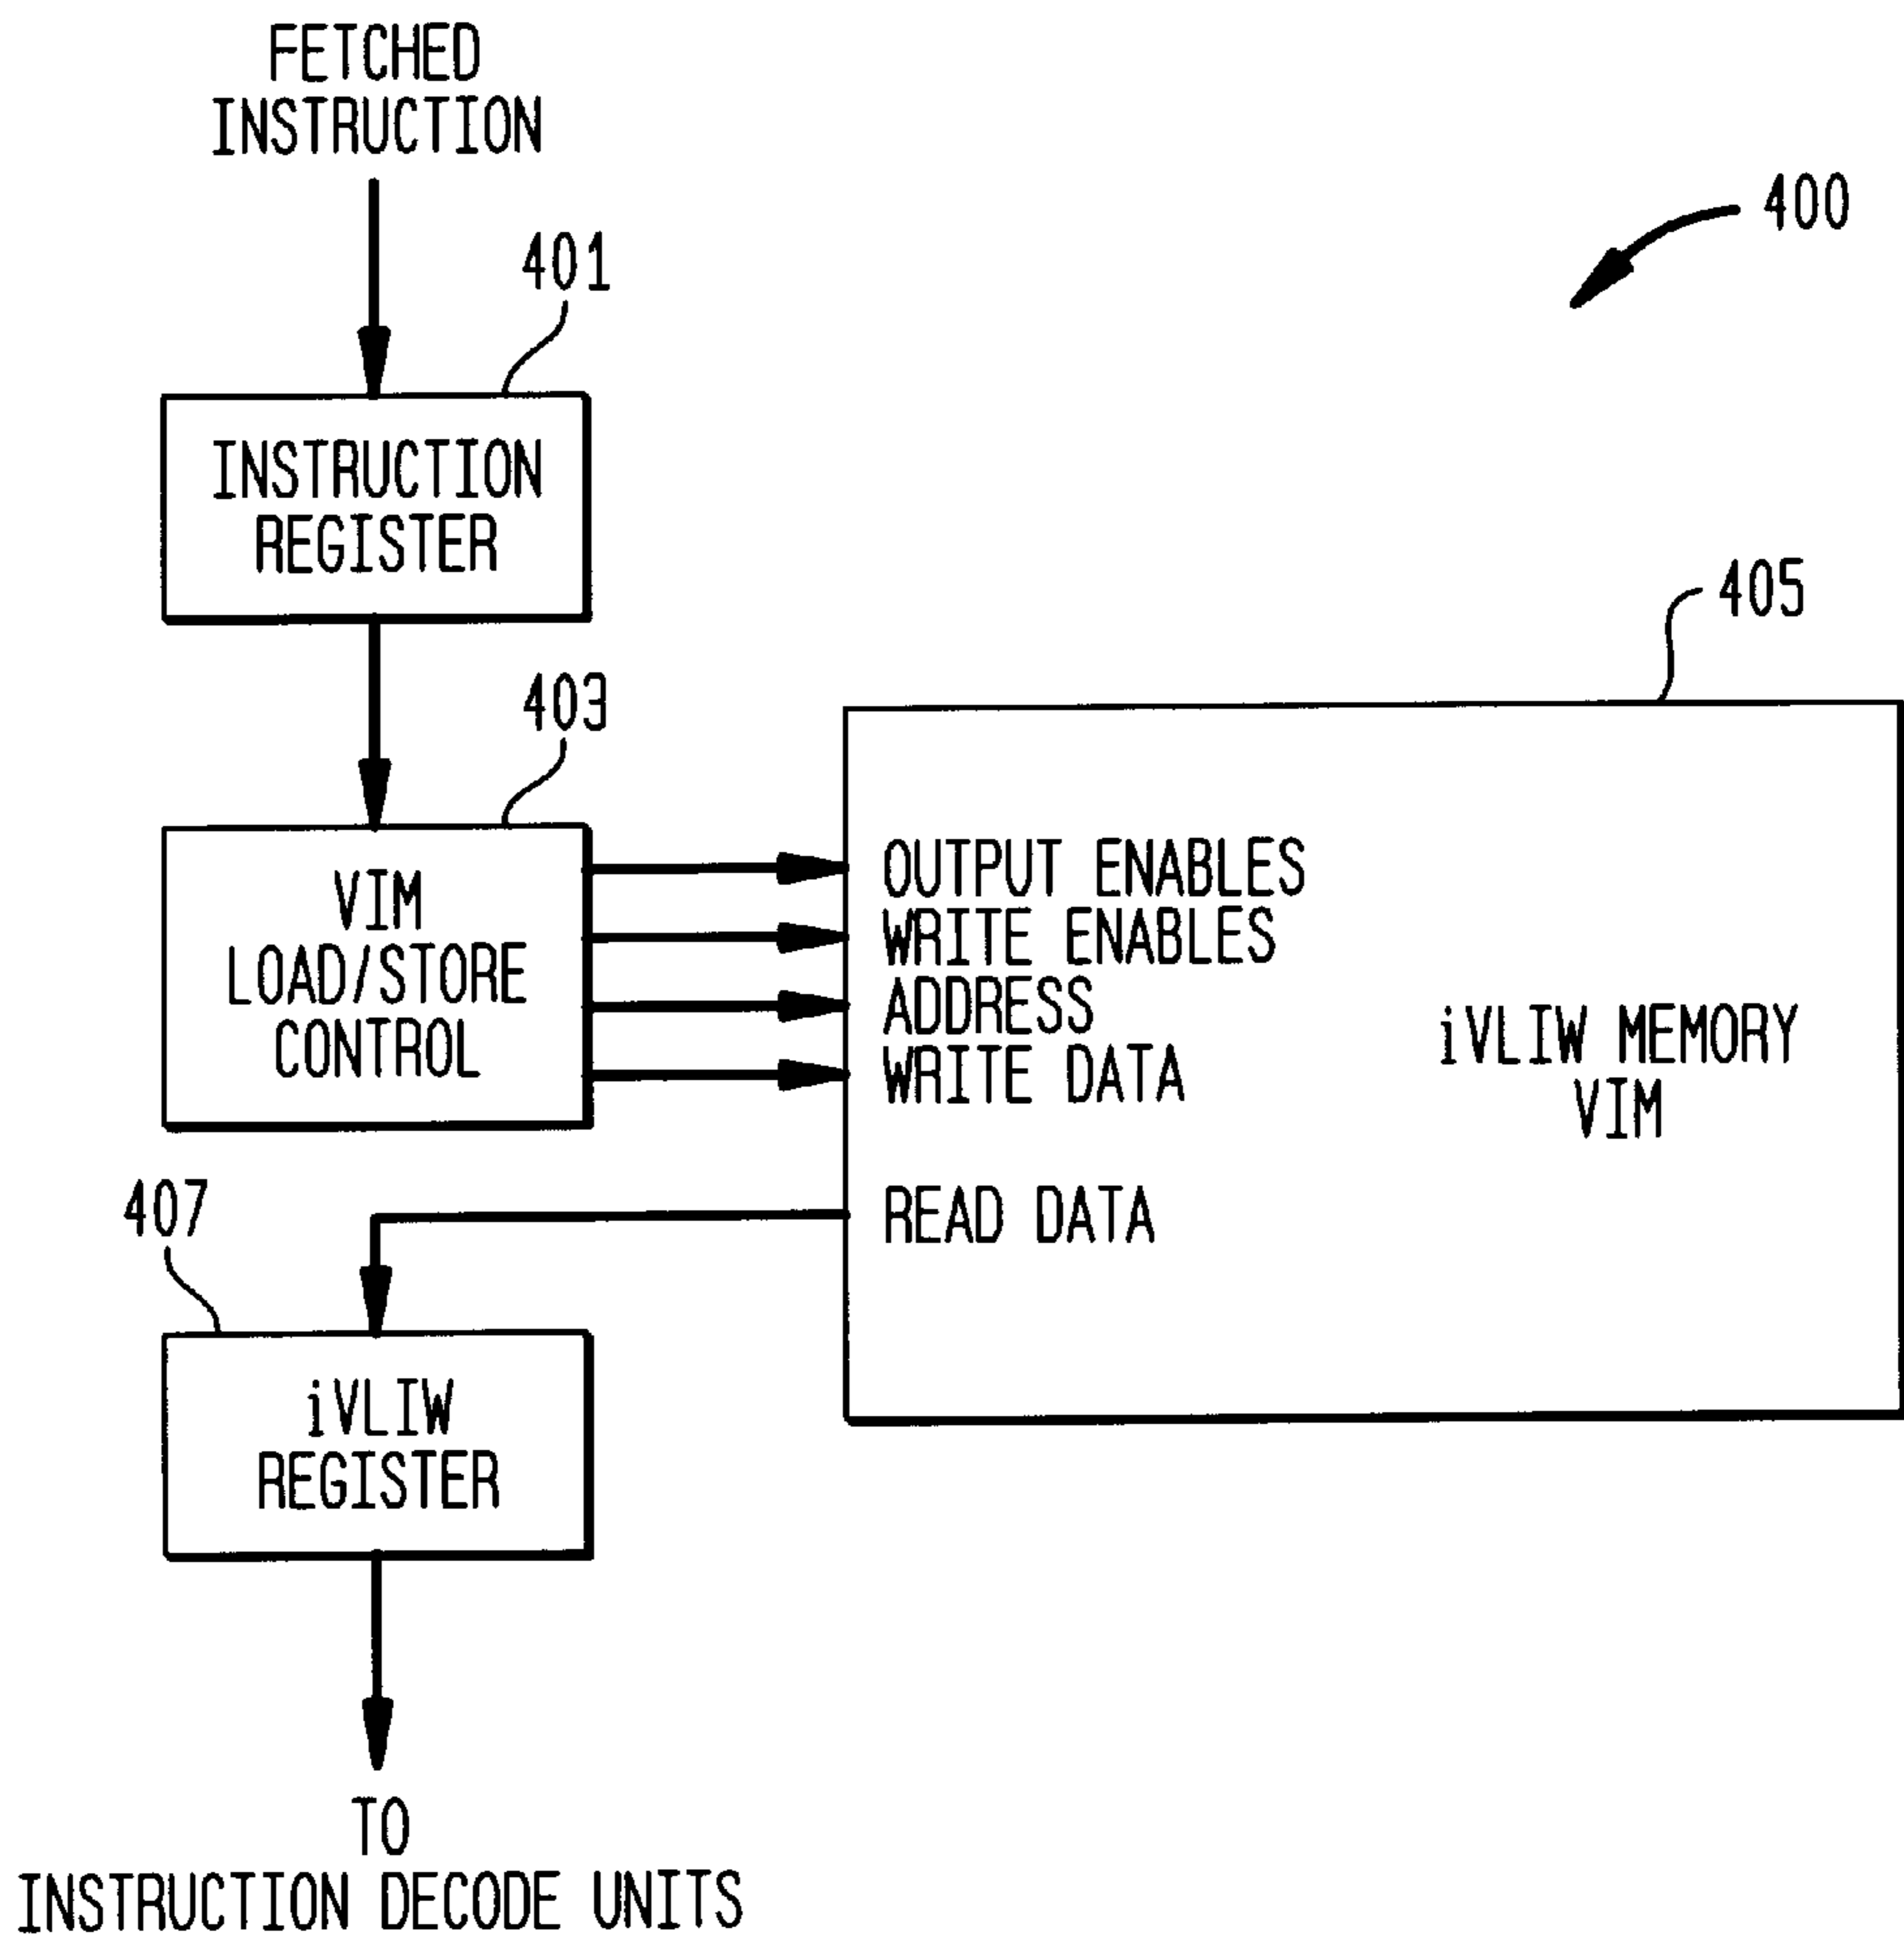 FETCHED
INSTRUCTION
400
401
INSTRUCTION
REGISTER
405
403
VIM
LOAD/STORE
CONTROL
OUTPUT ENABLES
WRITE ENABLES
ADDRESS
WRITE DATA
iVLIW MEMORY
VIM
READ DATA
407
iVLIW
REGISTER
TO
INSTRUCTION DECODE UNITS